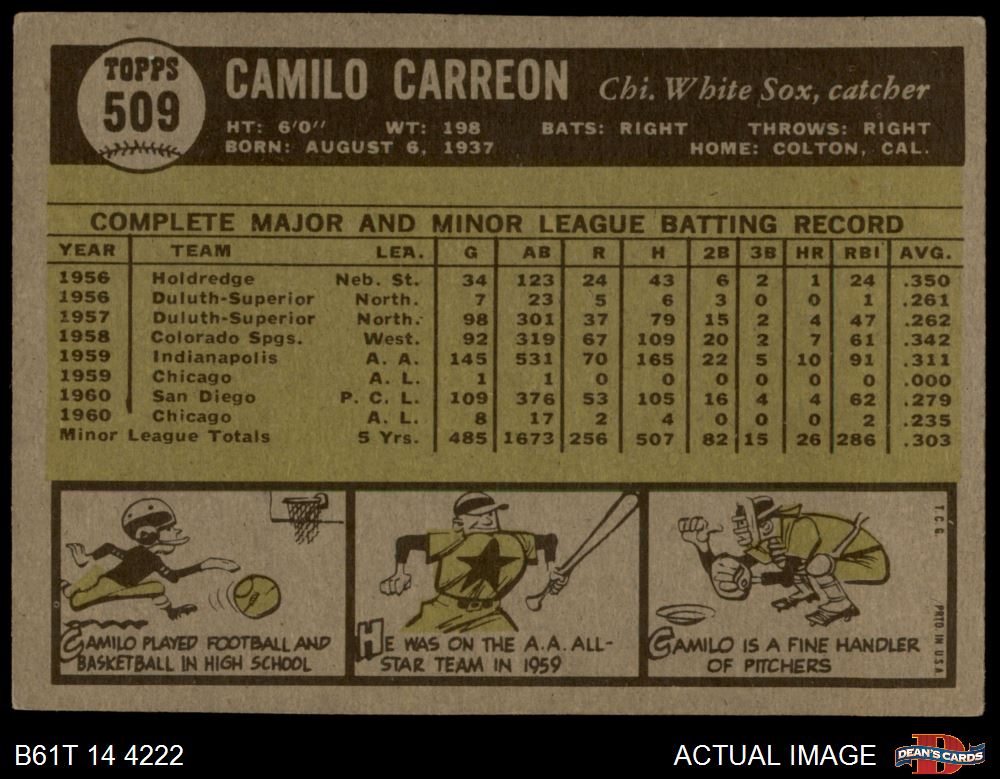 TOPPS
509
CAMILO CARREON Chi. White Sox, catcher
HT: 6'0" WT: 198 BATS: RIGHT THROWS: RIGHT
BORN: AUGUST 6, 1937 HOME: COLTON, CAL.
COMPLETE MAJOR AND MINOR LEAGUE BATTING RECORD
YEAR TEAM LEA. G AB R H 2B 3B HR RBI AVG.
1956 Holdredge Neb. St. 34 123 24 43 6 2 1 24 .350
1956 Duluth-Superior North. 7 23 5 6 3 0 0 1 .261
1957 Duluth-Superior North. 98 301 37 79 15 2 4 47 .262
1958 Colorado Spgs. West. 92 319 67 109 20 2 7 61 .342
1959 Indianapolis A. A. 145 531 70 165 22 5 10 91 .311
1959 Chicago A. L. 1 1 0 0 0 0 0 0 .000
1960 San Diego P. C. L. 109 376 53 105 16 4 4 62 .279
1960 Chicago A. L. 8 17 2 4 0 0 0 2 .235
Minor League Totals 5 Yrs. 485 1673 256 507 82 15 26 286 .303
CAMILO PLAYED FOOTBALL AND
BASKETBALL IN HIGH SCHOOL
HE WAS ON THE A.A. ALL-
STAR TEAM IN 1959
CAMILO IS A FINE HANDLER
OF PITCHERS
T.C.G. PRTD IN U.S.A.
B61T 14 4222
ACTUAL IMAGE
DEAN'S CARDS